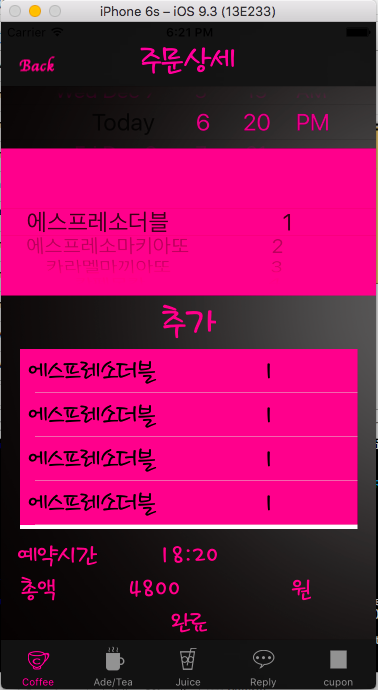 iPhone 6s – iOS 9.3 (13E233)
Carrier 6:21 PM
Back 주문상세
Today 6 20 PM
에스프레소더블 1
에스프레소마키아또 2
카라멜마끼아또 3
추가
에스프레소더블 1
에스프레소더블 1
에스프레소더블 1
에스프레소더블 1
예약시간 18:20
총액 4800 원
완료
Coffee Ade/Tea Juice Reply cupon